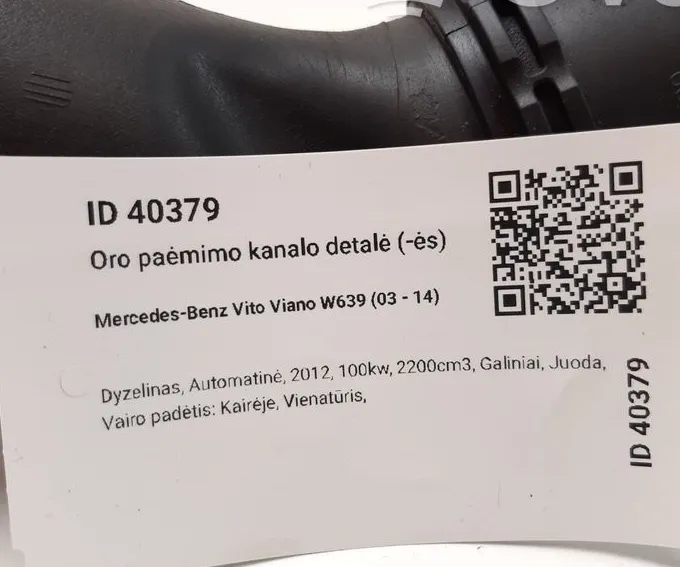 ID 40379
Oro paėmimo kanalo detalė (-ės)
Mercedes-Benz Vito Viano W639 (03 - 14)
Dyzelinas, Automatinė, 2012, 100kw, 2200cm3, Galiniai, Juoda,
Vairo padėtis: Kairėje, Vienatūris,
ID 40379